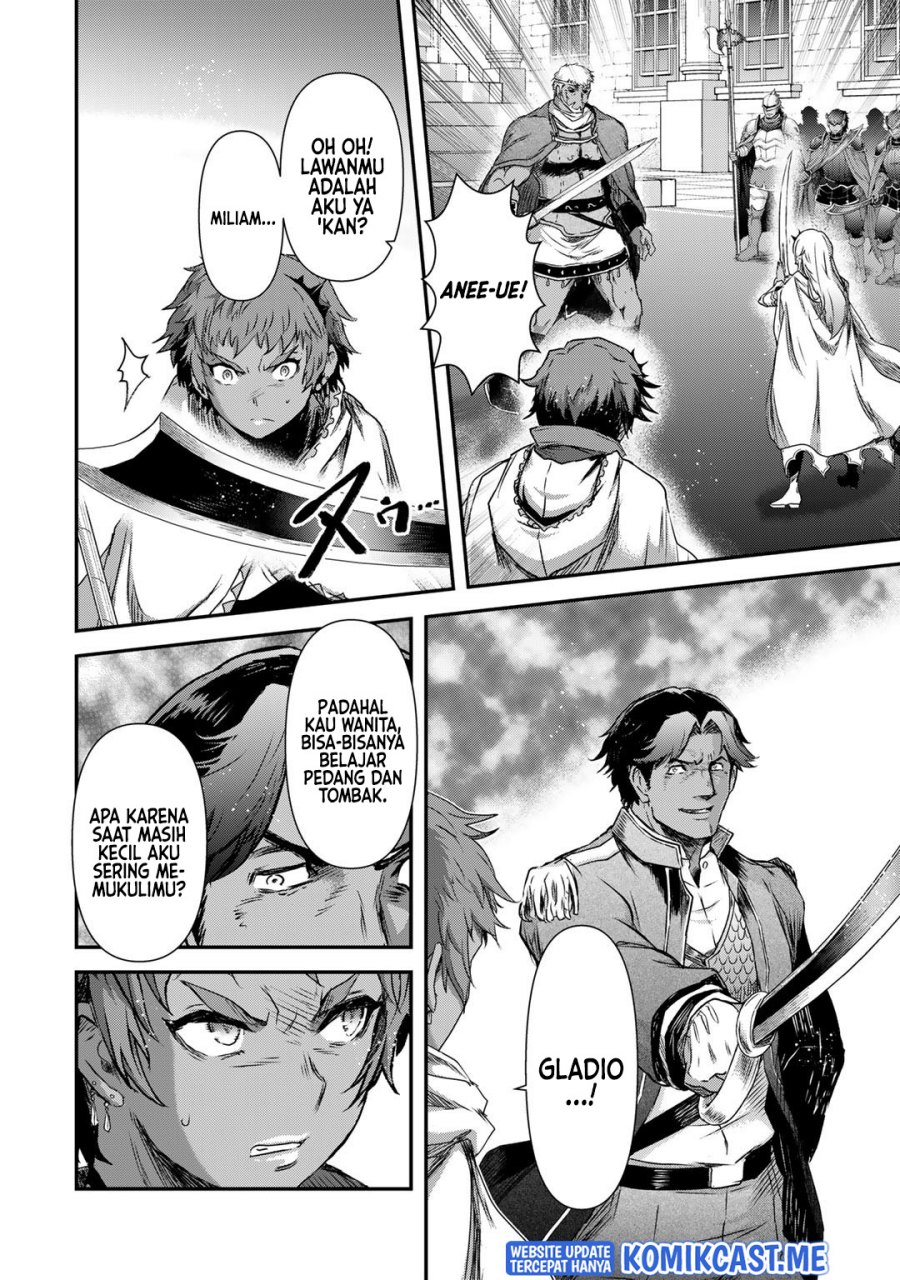 ANEE-UE!
OH OH!
LAWANMU
ADALAH
AKU YA
'KAN?
MILIAM...
ヌゥ...
GLADIO
...!
PADAHAL
KAU WANITA,
BISA-BISANYA
BELAJAR
PEDANG DAN
TOMBAK.
APA KARENA
SAAT MASIH
KECIL AKU
SERING ME-
MUKULIMU?
WEBSITE UPDATE
TERCEPAT HANYA
KOMIKCAST.ME